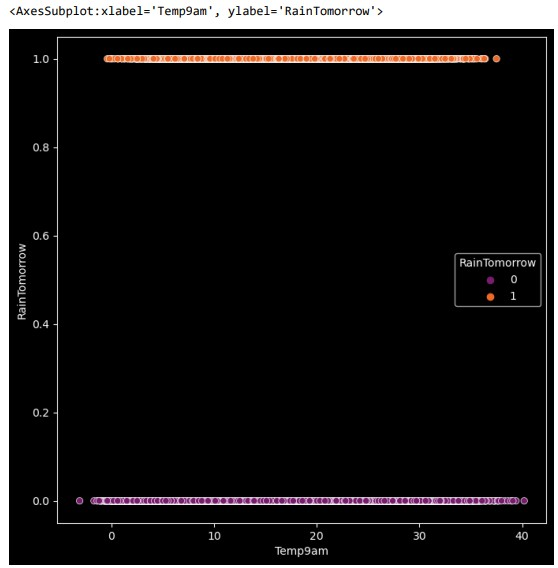 <AxesSubplot:xlabel='Temp9am', ylabel='RainTomorrow'>
1.0
0.8
0.6
0.4
0.2
0.0
RainTomorrow
RainTomorrow
0
1
0 10 20 30 40
Temp9am